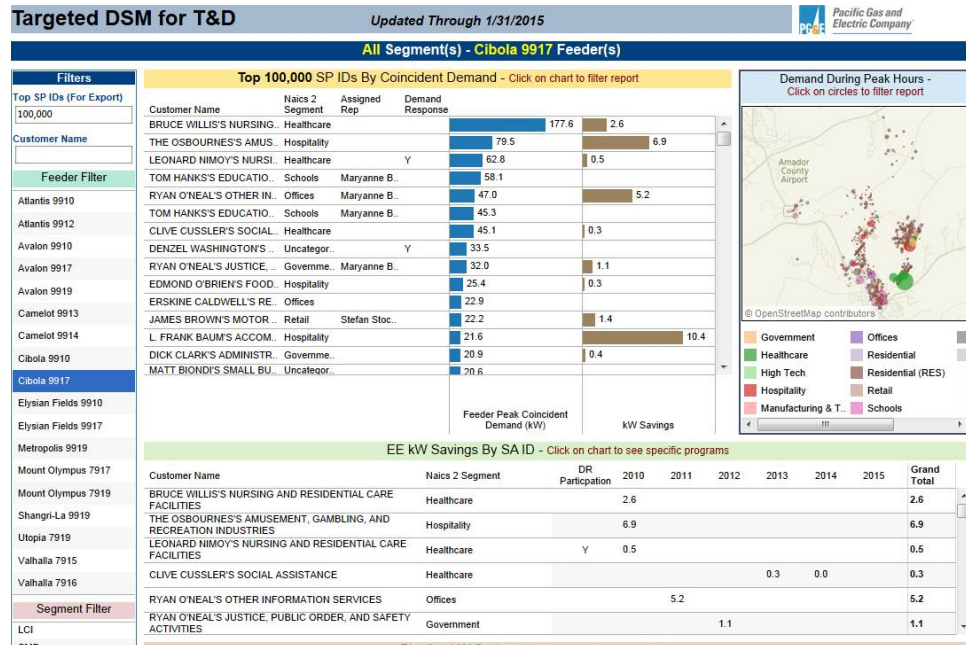 Targeted DSM for T&D
Updated Through 1/31/2015
Pacific Gas and
Electric Company
PG&E
All Segment(s) - Cibola 9917 Feeder(s)
Filters
Top SP IDs (For Export)
100,000
Customer Name
Feeder Filter
Atlantis 9910
Atlantis 9912
Avalon 9910
Avalon 9917
Avalon 9919
Camelot 9913
Camelot 9914
Cibola 9910
Cibola 9917
Elysian Fields 9910
Elysian Fields 9917
Metropolis 9919
Mount Olympus 7917
Mount Olympus 7919
Shangri-La 9919
Utopia 7919
Valhalla 7915
Valhalla 7916
Segment Filter
LCI
Top 100,000 SP IDs By Coincident Demand - Click on chart to filter report
Customer Name Naics 2 Segment Assigned Rep Demand Response
BRUCE WILLIS'S NURSING.. Healthcare 177.6 2.6
THE OSBOURNES'S AMUS.. Hospitality 79.5 6.9
LEONARD NIMOY'S NURSI.. Healthcare Y 62.8 0.5
TOM HANKS'S EDUCATIO.. Schools Maryanne B.. 58.1
RYAN O'NEAL'S OTHER IN.. Offices Maryanne B.. 47.0 5.2
TOM HANKS'S EDUCATIO.. Schools Maryanne B.. 45.3
CLIVE CUSSLER'S SOCIAL.. Healthcare 45.1 0.3
DENZEL WASHINGTON'S .. Uncategor.. Y 33.5
RYAN O'NEAL'S JUSTICE, .. Governme.. Maryanne B.. 32.0 1.1
EDMOND O'BRIEN'S FOOD.. Hospitality 25.4 0.3
ERSKINE CALDWELL'S RE.. Offices 22.9
JAMES BROWN'S MOTOR .. Retail Stefan Stoc.. 22.2 1.4
L. FRANK BAUM'S ACCOM.. Hospitality 21.6 10.4
DICK CLARK'S ADMINISTR.. Governme.. 20.9 0.4
MATT BIONDI'S SMALL BU.. Uncategor.. 20.6
Feeder Peak Coincident
Demand (kW)
kW Savings
Demand During Peak Hours -
Click on circles to filter report
Amador
County
Airport
© OpenStreetMap contributors
Government Offices
Healthcare Residential
High Tech Residential (RES)
Hospitality Retail
Manufacturing & T.. Schools
EE kW Savings By SA ID - Click on chart to see specific programs
Customer Name Naics 2 Segment DR Particpation 2010 2011 2012 2013 2014 2015 Grand Total
BRUCE WILLIS'S NURSING AND RESIDENTIAL CARE
FACILITIES Healthcare 2.6 2.6
THE OSBOURNES'S AMUSEMENT, GAMBLING, AND
RECREATION INDUSTRIES Hospitality 6.9 6.9
LEONARD NIMOY'S NURSING AND RESIDENTIAL CARE
FACILITIES Healthcare Y 0.5 0.5
CLIVE CUSSLER'S SOCIAL ASSISTANCE Healthcare 0.3 0.0 0.3
RYAN O'NEAL'S OTHER INFORMATION SERVICES Offices 5.2 5.2
RYAN O'NEAL'S JUSTICE, PUBLIC ORDER, AND SAFETY
ACTIVITIES Government 1.1 1.1